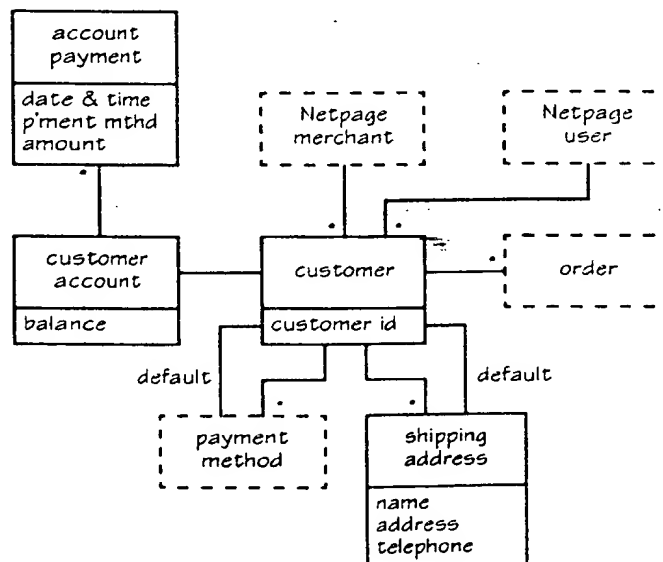 account
payment
date & time
p'ment mthd
amount
Netpage
merchant
Netpage
user
customer
account
balance
customer
customer id
order
default
default
payment
method
shipping
address
name
address
telephone